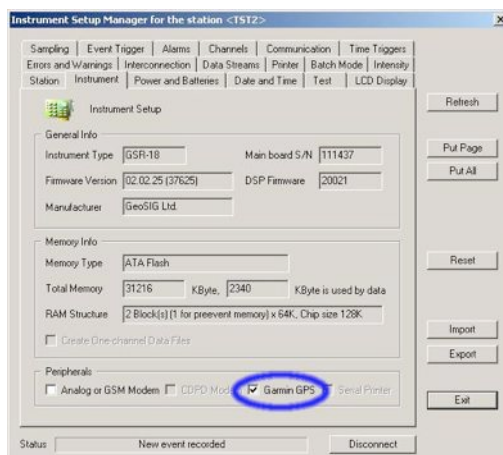 Instrument Setup Manager for the station <TST2>
Sampling Event Trigger Alarms Channels Communication Time Triggers
Errors and Warnings Interconnection Data Streams Printer Batch Mode Intensity
Station Instrument Power and Batteries Date and Time Test LCD Display
Instrument Setup
Refresh
General Info
Instrument Type GSR-18 Main board S/N 111437
Put Page
Firmware Version 02.02.25 (37625) DSP Firmware 20021
Put All
Manufacturer GeoSIG Ltd.
Memory Info
Memory Type ATA Flash
Reset
Total Memory 31216 KByte, 2340 KByte is used by data
RAM Structure 2 Block(s) (1 for preevent memory) x 64K, Chip size 128K
Import
Create One-channel Data Files
Export
Peripherals
Analog or GSM Modem CDPD Modem Garmin GPS Serial Printer
Exit
Status New event recorded Disconnect